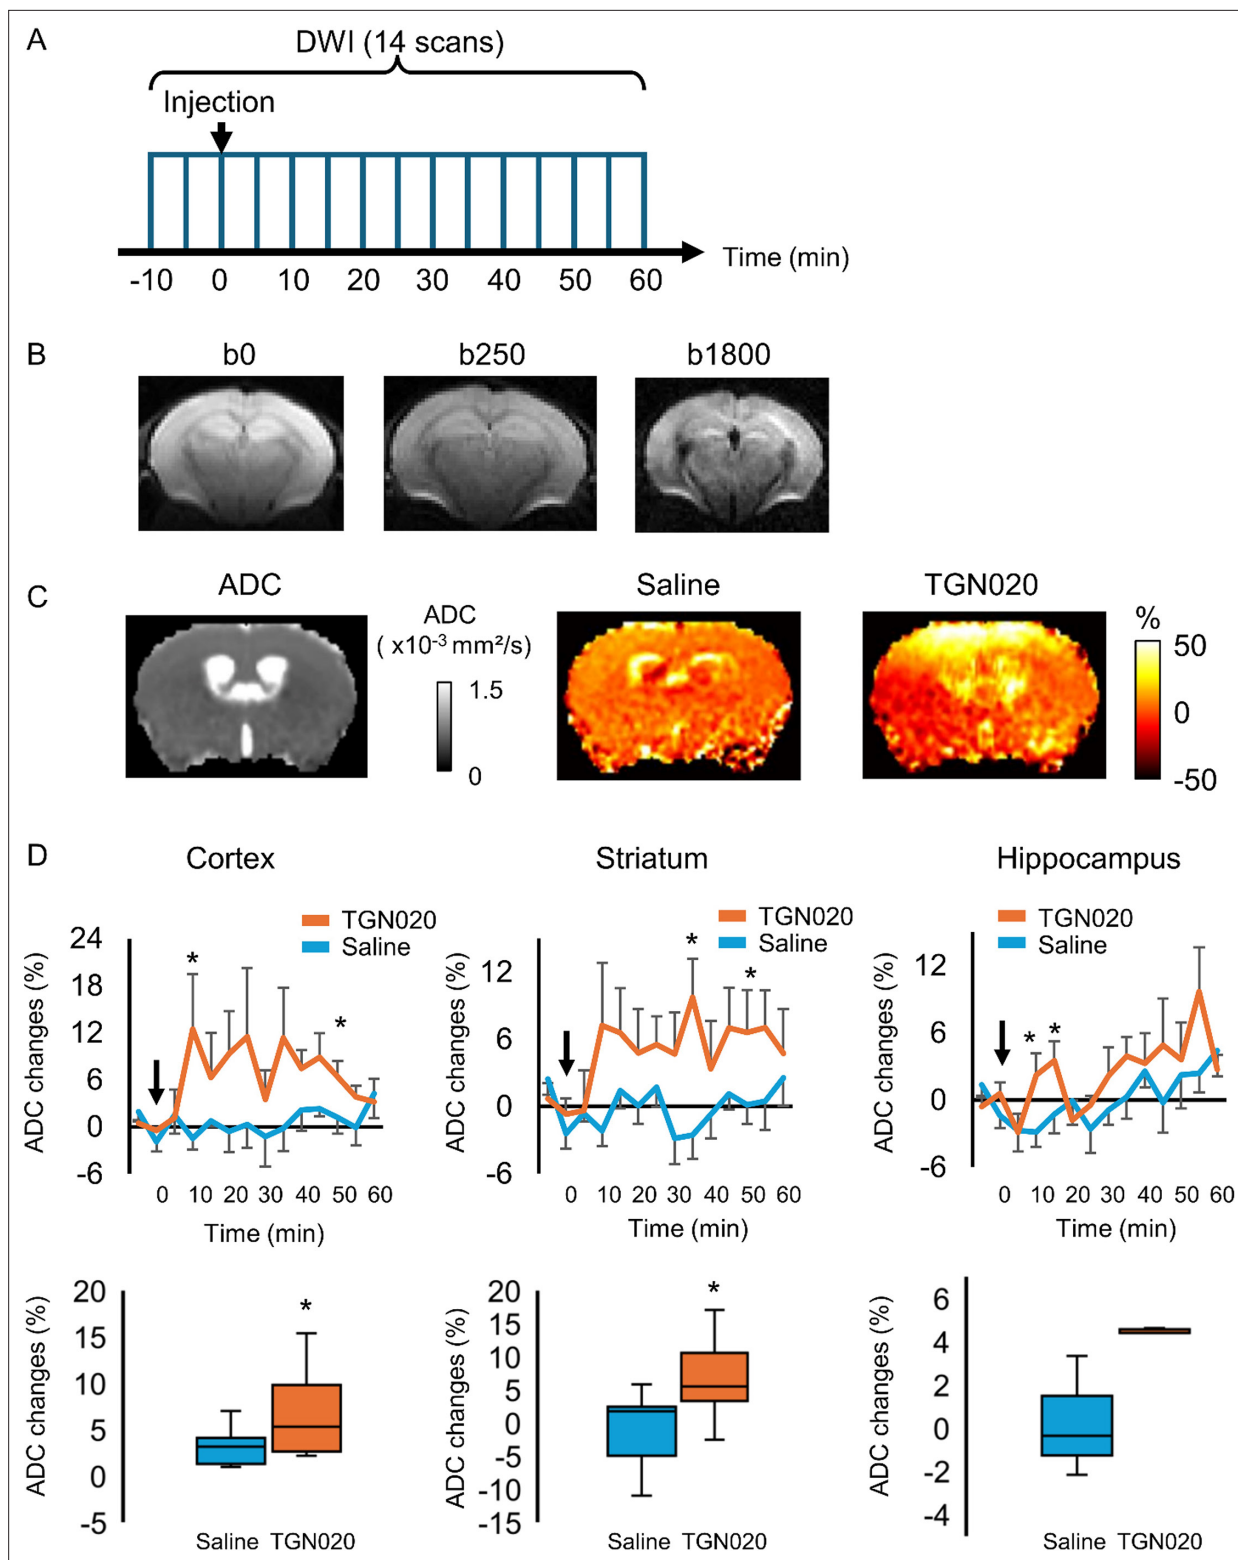 A
DWI (14 scans)
Injection
-10 0 10 20 30 40 50 60
Time (min)
B
b0 b250 b1800
C
ADC Saline TGN020
ADC
( x10-3 mm²/s)
1.5
0
%
50
0
-50
D
Cortex Striatum Hippocampus
TGN020
Saline
ADC changes (%)
24
18
12
6
0
-6
*
*
0 10 20 30 40 50 60
Time (min)
TGN020
Saline
ADC changes (%)
12
6
0
-6
*
*
0 10 20 30 40 50 60
Time (min)
TGN020
Saline
ADC changes (%)
12
6
0
-6
* *
0 10 20 30 40 50 60
Time (min)
ADC changes (%)
20
15
10
5
0
-5
*
Saline TGN020
ADC changes (%)
20
15
10
5
0
-5
-10
-15
*
Saline TGN020
ADC changes (%)
6
4
2
0
-2
-4
Saline TGN020